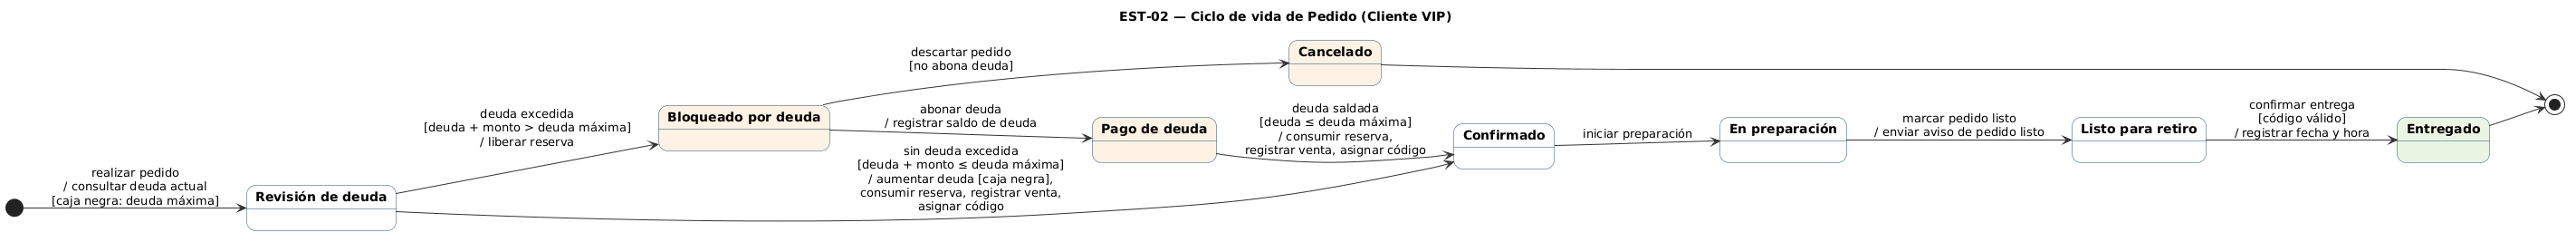 EST-02 — Ciclo de vida de Pedido (Cliente VIP)
realizar pedido
/ consultar deuda actual
[caja negra: deuda máxima]
Revisión de deuda
deuda excedida
[deuda + monto > deuda máxima]
/ liberar reserva
Bloqueado por deuda
descartar pedido
[no abona deuda]
Cancelado
abonar deuda
/ registrar saldo de deuda
Pago de deuda
sin deuda excedida
[deuda + monto ≤ deuda máxima]
/ aumentar deuda [caja negra],
consumir reserva, registrar venta,
asignar código
deuda saldada
[deuda ≤ deuda máxima]
/ consumir reserva,
registrar venta, asignar código
Confirmado
iniciar preparación
En preparación
marcar pedido listo
/ enviar aviso de pedido listo
Listo para retiro
confirmar entrega
[código válido]
/ registrar fecha y hora
Entregado